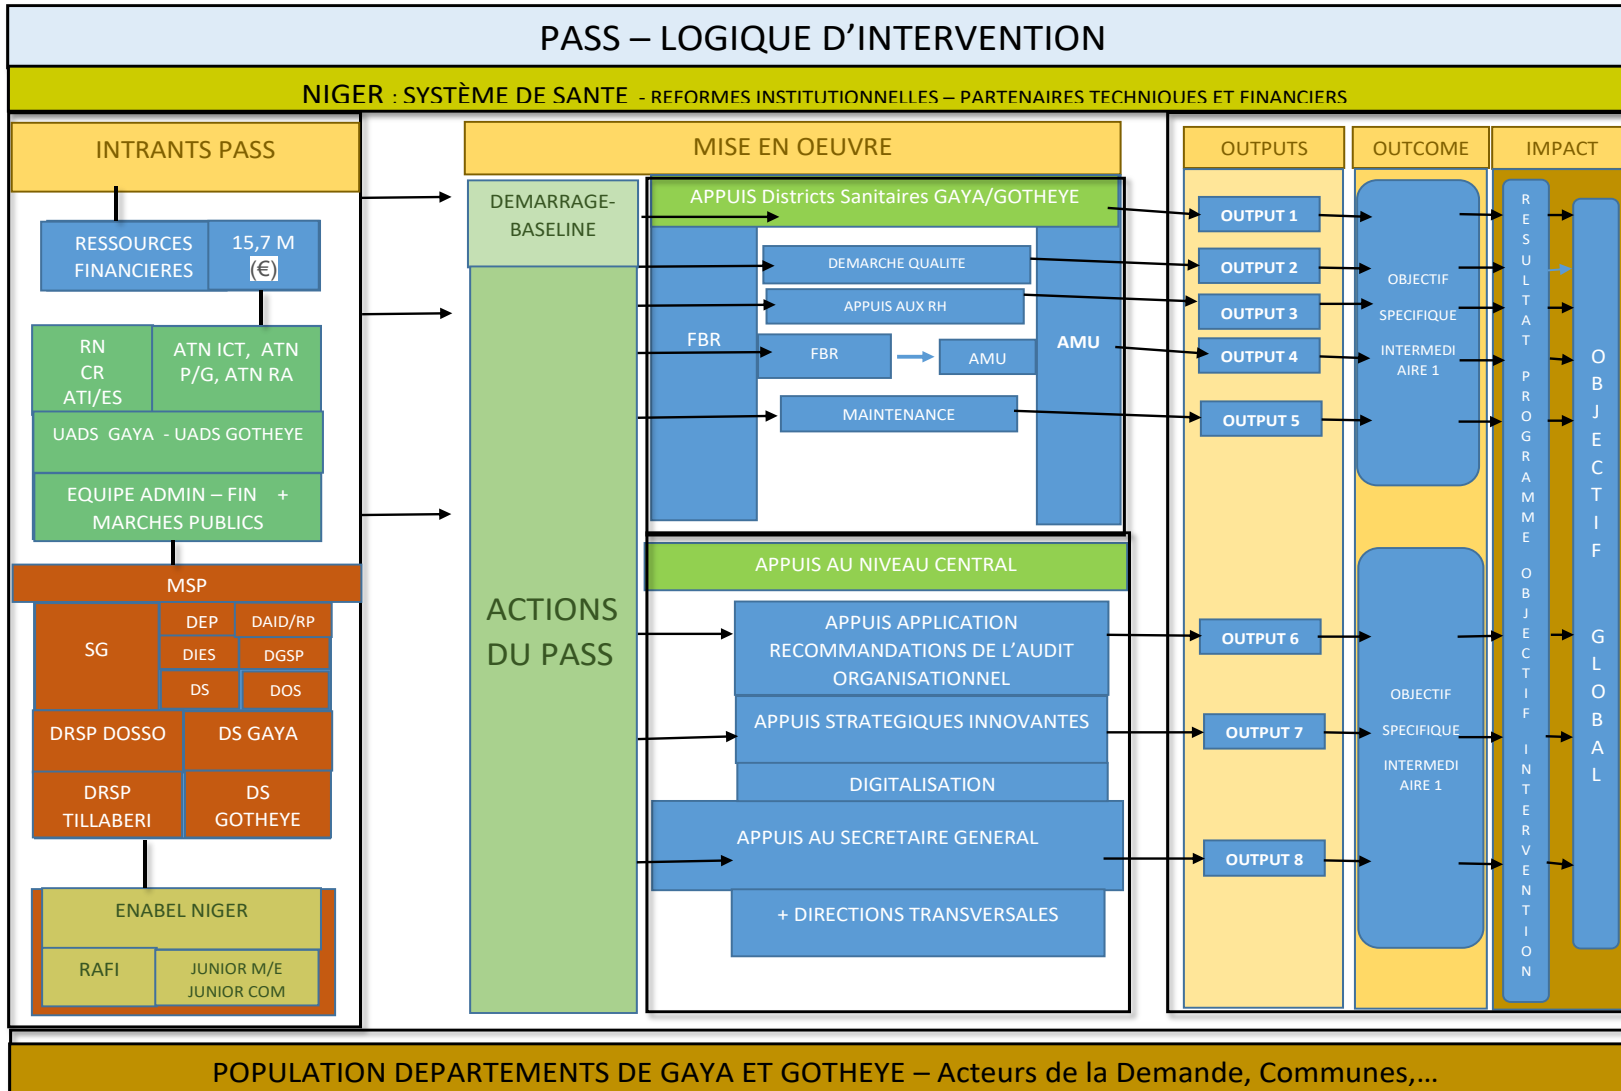 PASS – LOGIQUE D'INTERVENTION
NIGER : SYSTÈME DE SANTE - REFORMES INSTITUTIONNELLES – PARTENAIRES TECHNIQUES ET FINANCIERS
INTRANTS PASS
RESSOURCES
FINANCIERES
15,7 M
(€)
RN
CR
ATI/ES
ATN ICT, ATN
P/G, ATN RA
UADS GAYA - UADS GOTHEYE
EQUIPE ADMIN – FIN +
MARCHES PUBLICS
MSP
SG
DEP
DAID/RP
DIES
DGSP
DS
DOS
DRSP DOSSO
DS GAYA
DRSP
TILLABERI
DS
GOTHEYE
ENABEL NIGER
RAFI
JUNIOR M/E
JUNIOR COM
MISE EN OEUVRE
DEMARRAGE-
BASELINE
ACTIONS
DU PASS
APPUIS Districts Sanitaires GAYA/GOTHEYE
FBR
DEMARCHE QUALITE
APPUIS AUX RH
FBR
AMU
MAINTENANCE
AMU
APPUIS AU NIVEAU CENTRAL
APPUIS APPLICATION
RECOMMANDATIONS DE L'AUDIT
ORGANISATIONNEL
APPUIS STRATEGIQUES INNOVANTES
DIGITALISATION
APPUIS AU SECRETAIRE GENERAL
+ DIRECTIONS TRANSVERSALES
OUTPUTS
OUTPUT 1
OUTPUT 2
OUTPUT 3
OUTPUT 4
OUTPUT 5
OUTPUT 6
OUTPUT 7
OUTPUT 8
OUTCOME
OBJECTIF
SPECIFIQUE
INTERMEDI
AIRE 1
OBJECTIF
SPECIFIQUE
INTERMEDI
AIRE 1
IMPACT
RESULTAT PROGRAMME OBJECTIF INTERVENTION
OBJECTIF GLOBAL
POPULATION DEPARTEMENTS DE GAYA ET GOTHEYE – Acteurs de la Demande, Communes,...